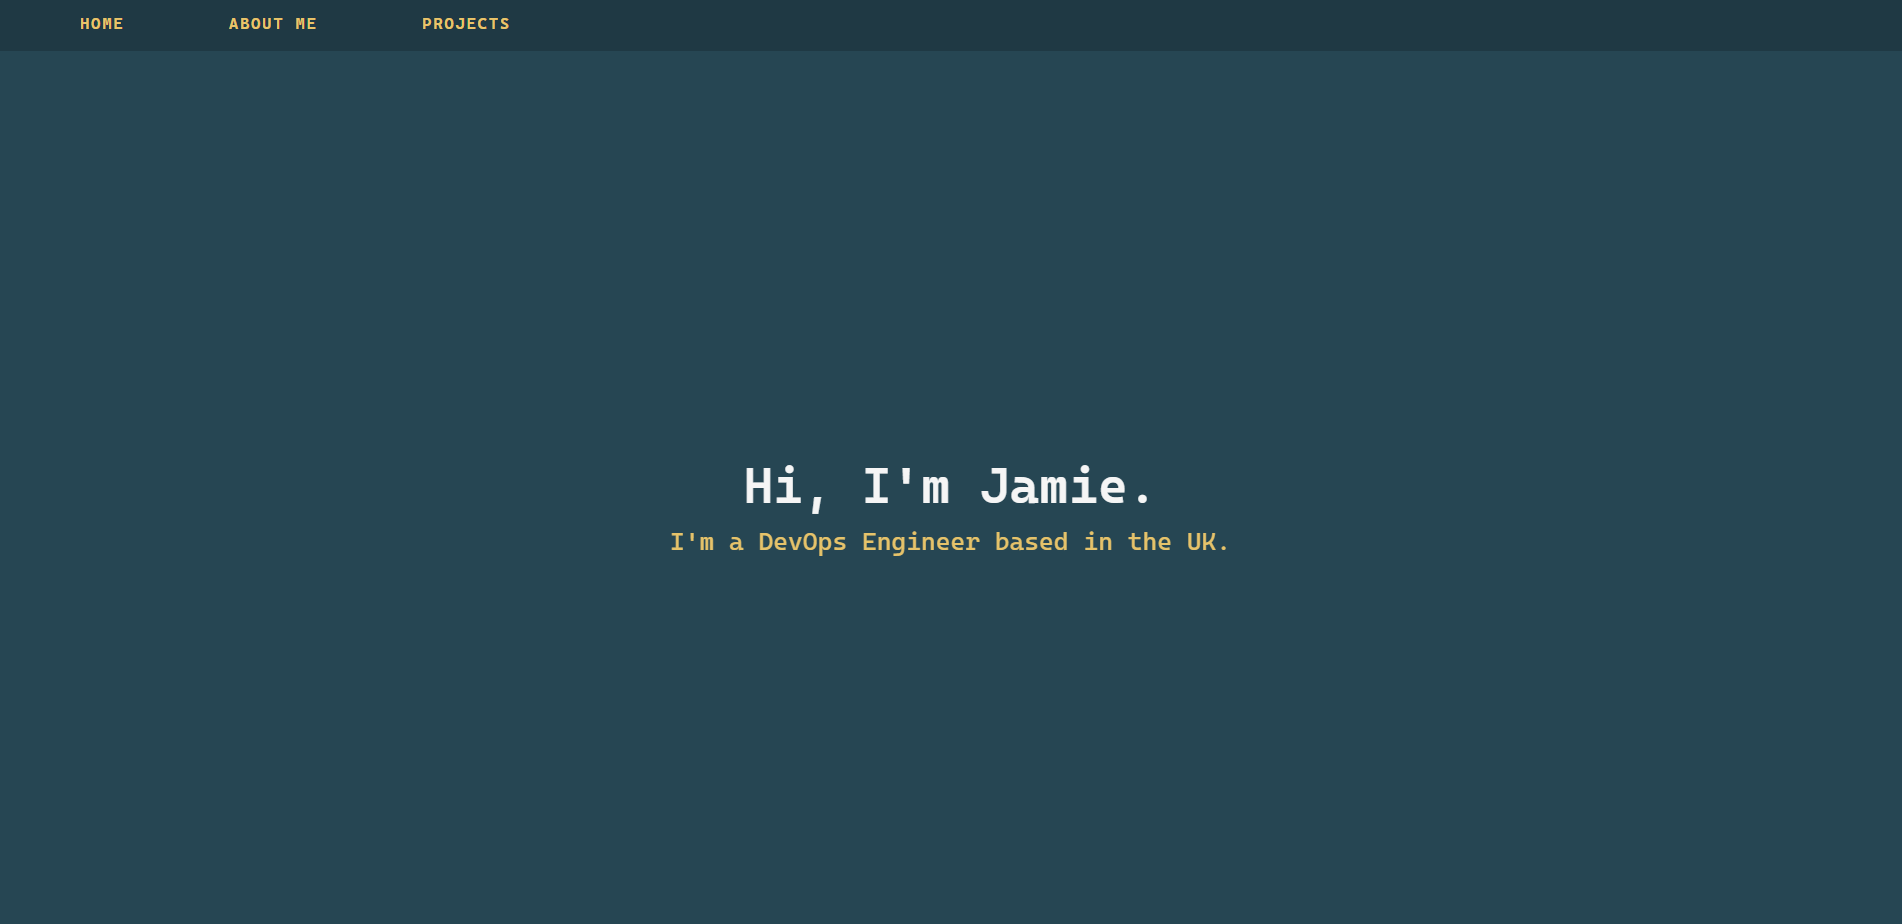 HOME ABOUT ME PROJECTS
Hi, I'm Jamie.
I'm a DevOps Engineer based in the UK.